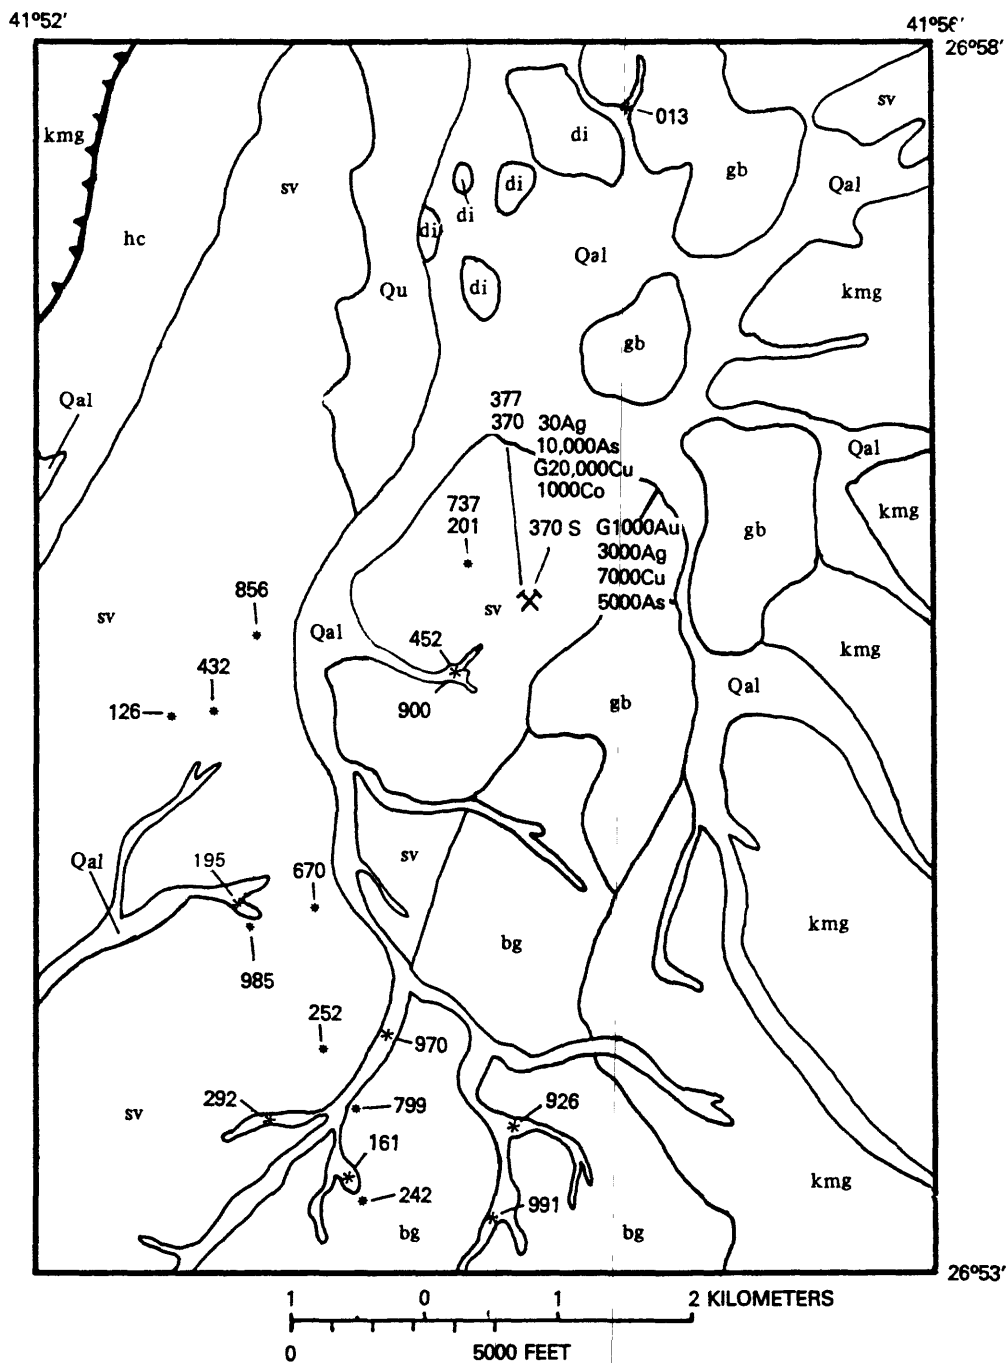 41°52′
41°56′
26°58′
kmg
sv
sv
013
di
gb
Qal
di
di
di
hc
Qal
Qu
di
kmg
gb
Qal
377
370 30Ag
10,000As
G20,000Cu
1000Co
Qal
kmg
737
201
370 S G1000Au
3000Ag
7000Cu
5000As
gb
856
sv
sv
Qal
452
kmg
432
126
900
gb
Qal
sv
Qal
195
670
bg
kmg
985
252
970
sv
292
799
926
161
242
991
kmg
bg
bg
26°53′
1 0 1 2 KILOMETERS
0 5000 FEET